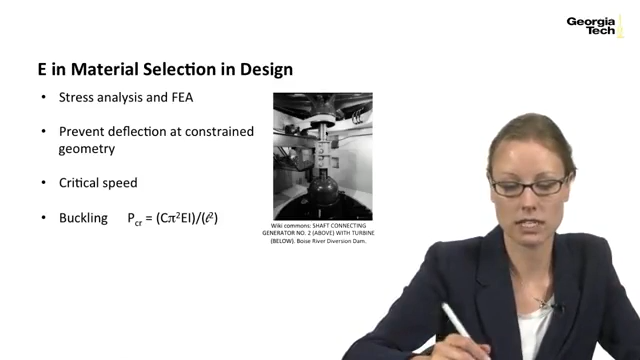 Georgia
Tech
E in Material Selection in Design
• Stress analysis and FEA
• Prevent deflection at constrained
geometry
• Critical speed
• Buckling P_cr = (Cπ²EI)/(ℓ²)
Wiki commons: SHAFT CONNECTING
GENERATOR NO. 2 (ABOVE) WITH TURBINE
(BELOW). Boise River Diversion Dam.